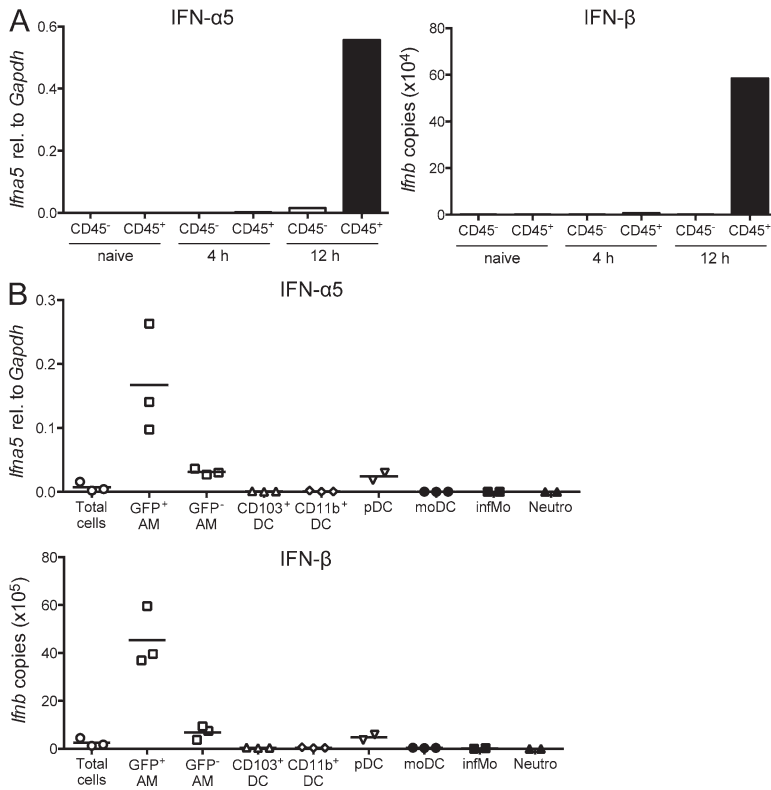 A
IFN-α5
Ifna5 rel. to Gapdh
0.6
0.4
0.2
0.0
CD45⁻ CD45⁺ CD45⁻ CD45⁺ CD45⁻ CD45⁺
naive 4 h 12 h
IFN-β
Ifnb copies (x10⁴)
80
60
40
20
0
CD45⁻ CD45⁺ CD45⁻ CD45⁺ CD45⁻ CD45⁺
naive 4 h 12 h
B
IFN-α5
Ifna5 rel. to Gapdh
0.3
0.2
0.1
0.0
Total GFP⁺ GFP⁻ CD103⁺ CD11b⁺ pDC moDC infMo Neutro
cells AM AM DC DC
IFN-β
Ifnb copies (x10⁵)
80
60
40
20
0
Total GFP⁺ GFP⁻ CD103⁺ CD11b⁺ pDC moDC infMo Neutro
cells AM AM DC DC